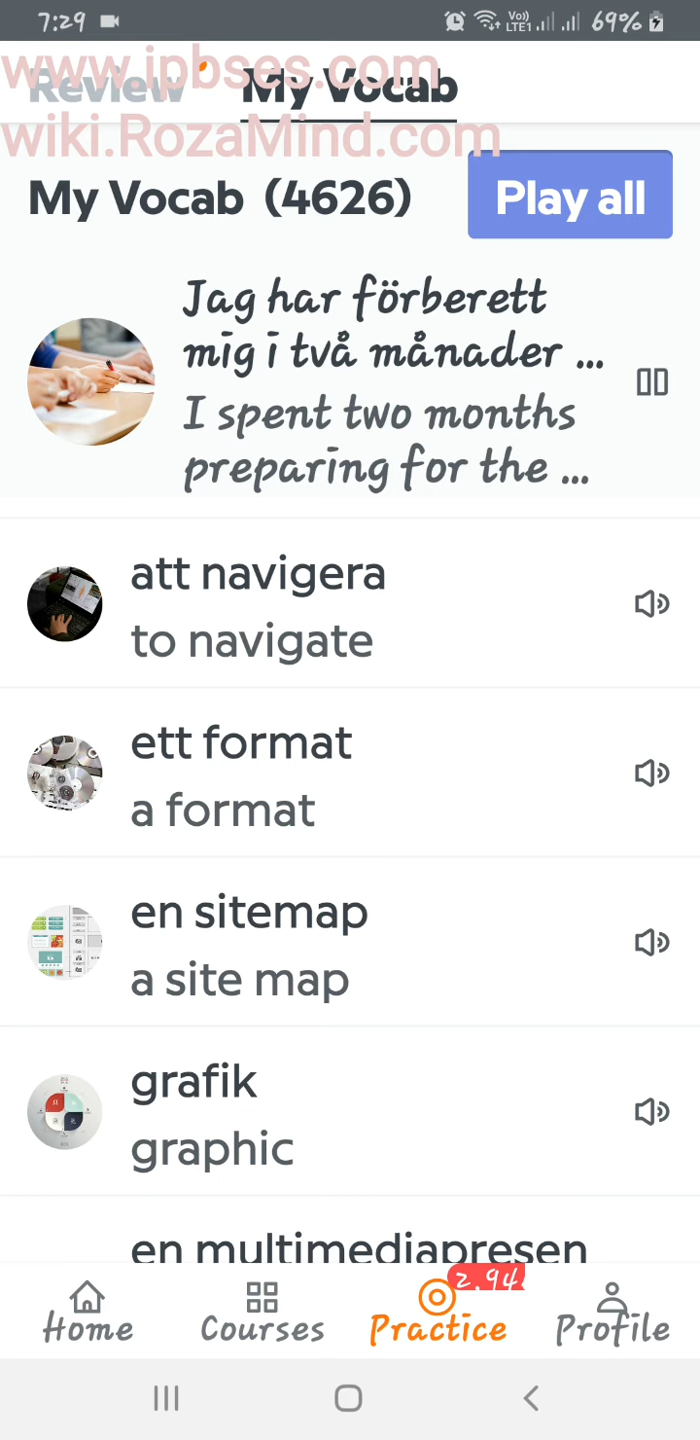 7:29
Vo)) LTE1 69%
www.ipbses.com
Review My Vocab
wiki.RozaMind.com
My Vocab (4626) Play all
Jag har förberett
mig i två månader ...
I spent two months
preparing for the ...
att navigera
to navigate
ett format
a format
en sitemap
a site map
grafik
graphic
en multimediapresen
2,94
Home Courses Practice Profile